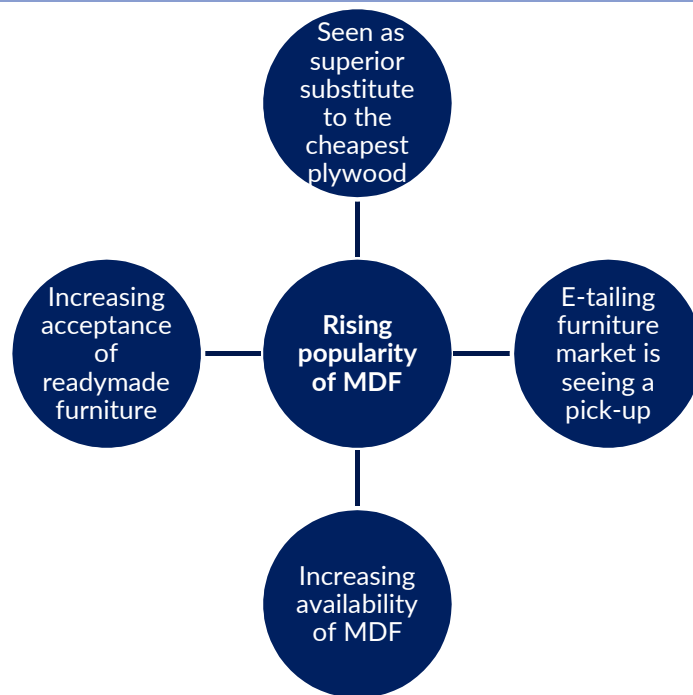 Seen as
superior
substitute
to the
cheapest
plywood
Increasing
acceptance
of
readymade
furniture
Rising
popularity
of MDF
E-tailing
furniture
market is
seeing a
pick-up
Increasing
availability
of MDF